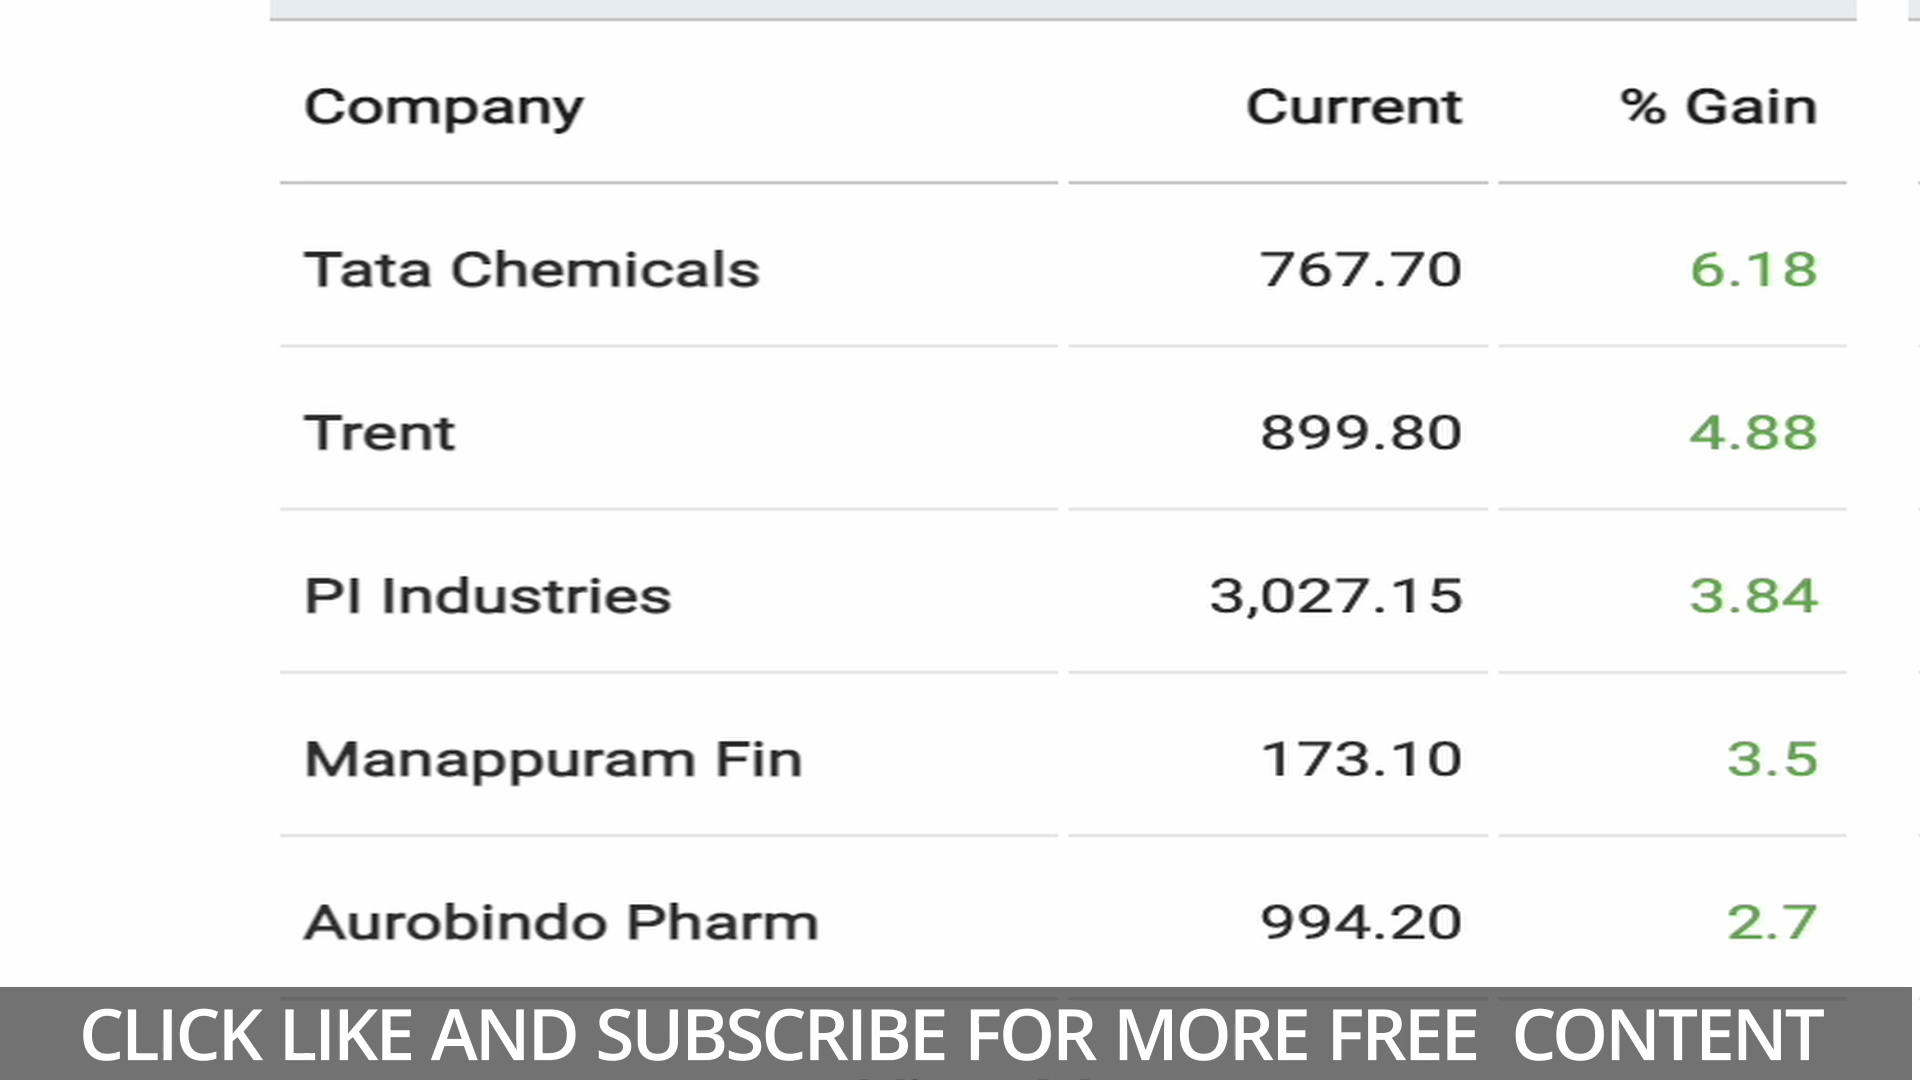 Company Current % Gain
Tata Chemicals 767.70 6.18
Trent 899.80 4.88
PI Industries 3,027.15 3.84
Manappuram Fin 173.10 3.5
Aurobindo Pharm 994.20 2.7
CLICK LIKE AND SUBSCRIBE FOR MORE FREE CONTENT